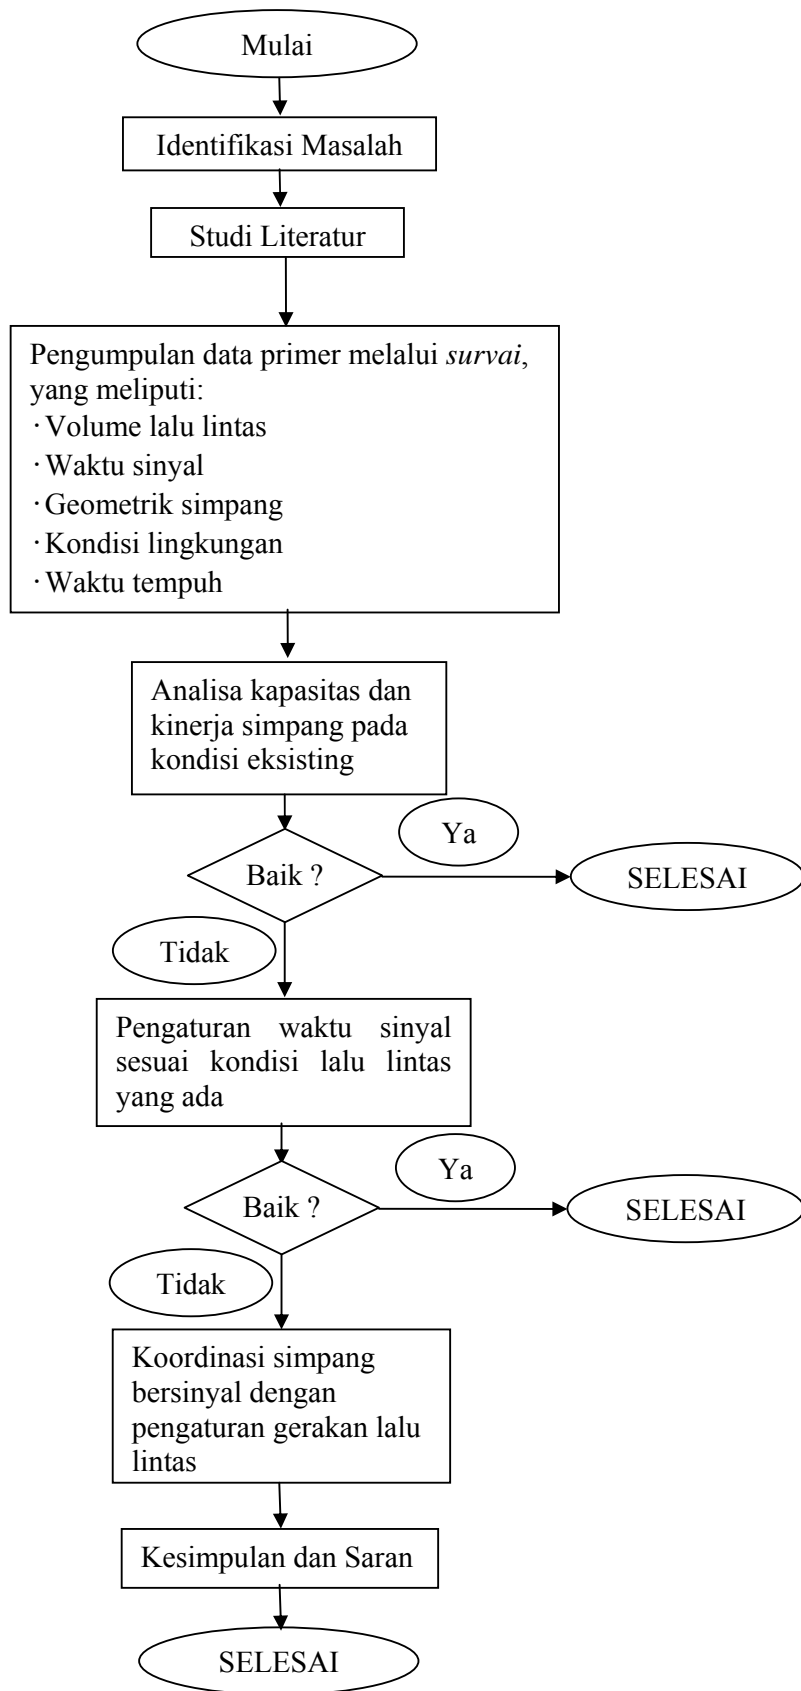 Mulai
Identifikasi Masalah
Studi Literatur
Pengumpulan data primer melalui survai,
yang meliputi:
· Volume lalu lintas
· Waktu sinyal
· Geometrik simpang
· Kondisi lingkungan
· Waktu tempuh
Analisa kapasitas dan
kinerja simpang pada
kondisi eksisting
Ya
Baik ?
SELESAI
Tidak
Pengaturan waktu sinyal
sesuai kondisi lalu lintas
yang ada
Ya
Baik ?
SELESAI
Tidak
Koordinasi simpang
bersinyal dengan
pengaturan gerakan lalu
lintas
Kesimpulan dan Saran
SELESAI